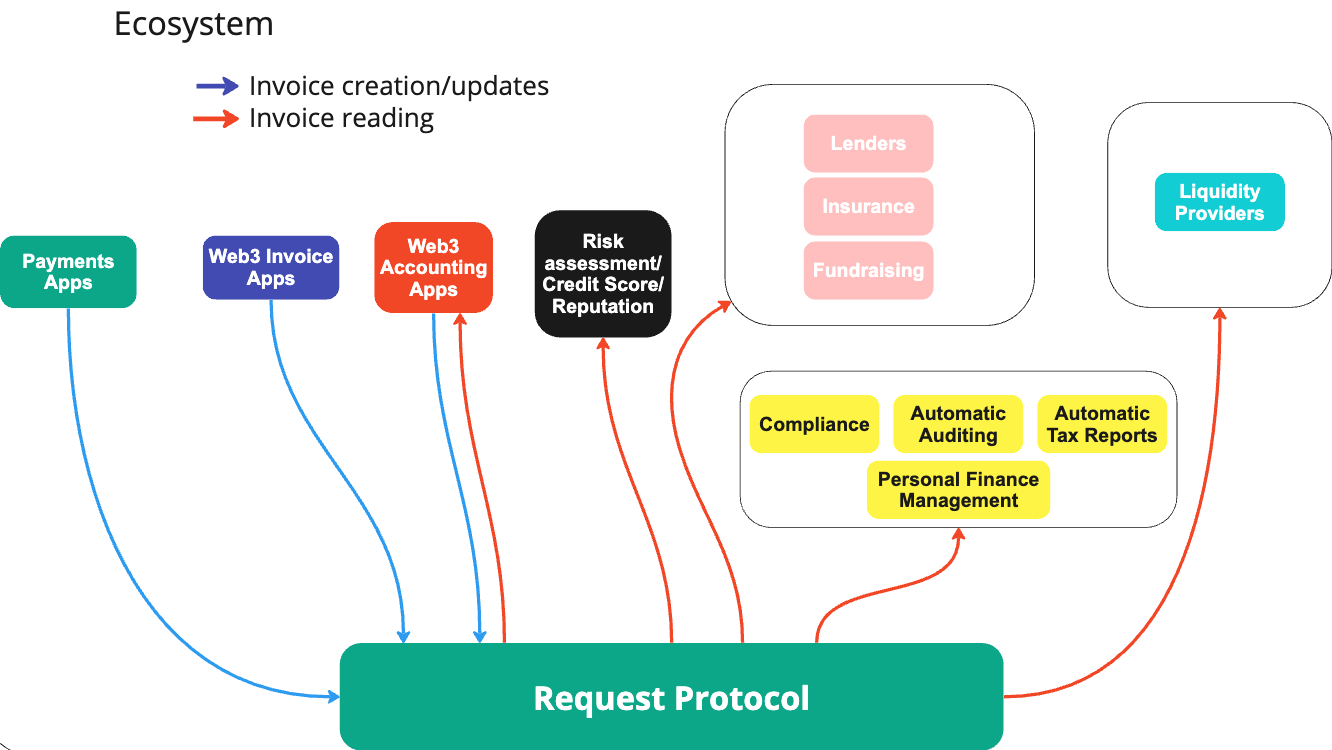 Ecosystem
Invoice creation/updates
Invoice reading
Lenders
Insurance
Fundraising
Liquidity
Providers
Payments
Apps
Web3 Invoice
Apps
Web3
Accounting
Apps
Risk
assessment/
Credit Score/
Reputation
Compliance
Automatic
Auditing
Automatic
Tax Reports
Personal Finance
Management
Request Protocol